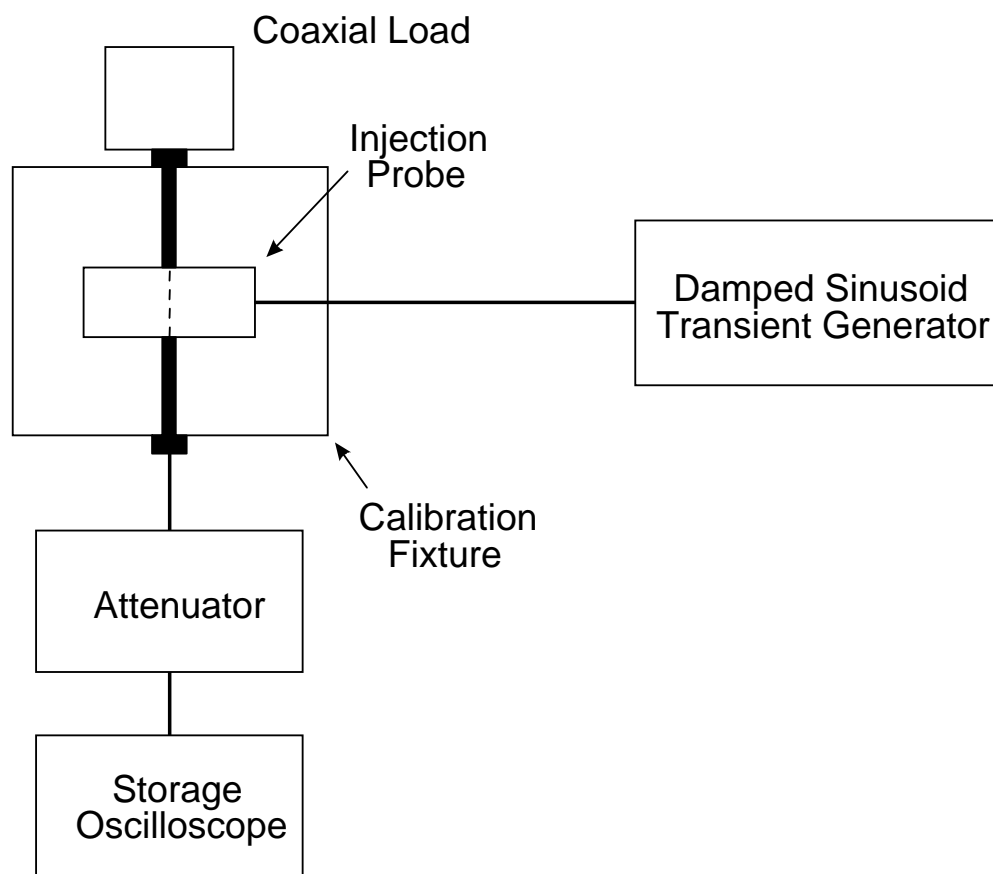 Coaxial Load
Injection
Probe
Damped Sinusoid
Transient Generator
Calibration
Fixture
Attenuator
Storage
Oscilloscope